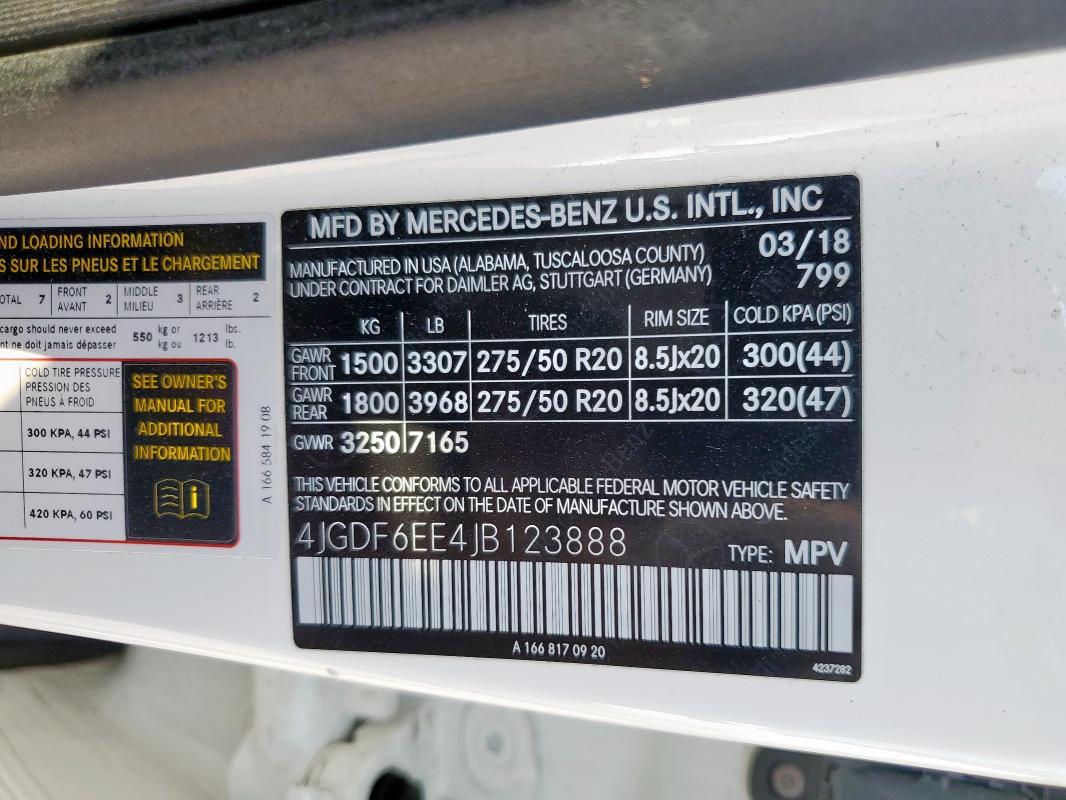 ND LOADING INFORMATION
S SUR LES PNEUS ET LE CHARGEMENT
OTAL 7 FRONT AVANT 2 MIDDLE MILIEU 3 REAR ARRIÈRE 2
cargo should never exceed
nt ne doit jamais dépasser
550 kg or kg ou 1213 lbs. lb.
COLD TIRE PRESSURE
PRESSION DES
PNEUS À FROID
300 KPA, 44 PSI
320 KPA, 47 PSI
420 KPA, 60 PSI
SEE OWNER'S
MANUAL FOR
ADDITIONAL
INFORMATION
A 166 584 19 08
MFD BY MERCEDES-BENZ U.S. INTL., INC
MANUFACTURED IN USA (ALABAMA, TUSCALOOSA COUNTY) 03/18
UNDER CONTRACT FOR DAIMLER AG, STUTTGART (GERMANY) 799
KG LB TIRES RIM SIZE COLD KPA (PSI)
GAWR FRONT 1500 3307 275/50 R20 8.5Jx20 300(44)
GAWR REAR 1800 3968 275/50 R20 8.5Jx20 320(47)
GVWR 3250 7165
THIS VEHICLE CONFORMS TO ALL APPLICABLE FEDERAL MOTOR VEHICLE SAFETY
STANDARDS IN EFFECT ON THE DATE OF MANUFACTURE SHOWN ABOVE.
4JGDF6EE4JB123888
TYPE: MPV
A 166 817 09 20
4237282